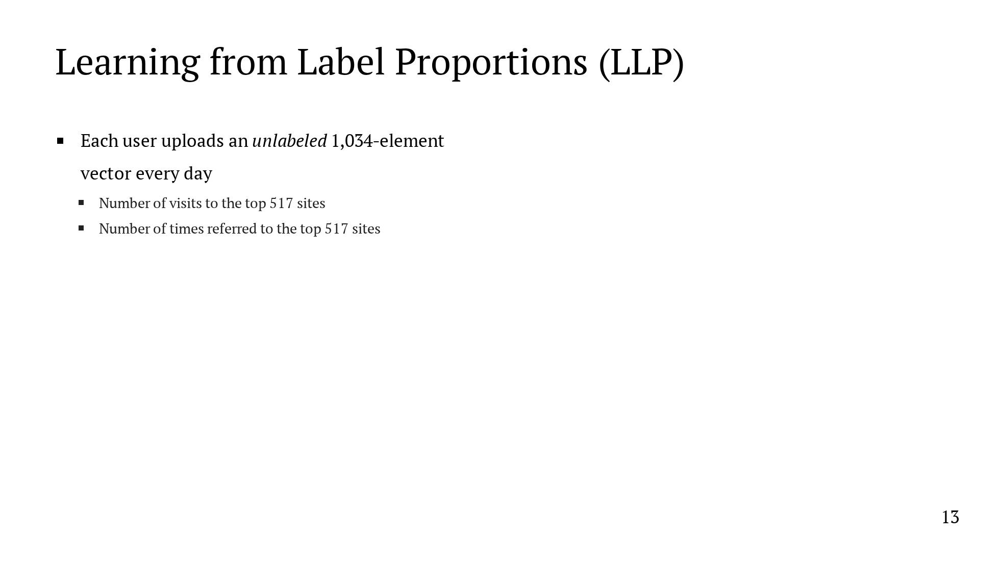 Learning from Label Proportions (LLP)
Each user uploads an unlabeled 1,034-element
vector every day
Number of visits to the top 517 sites
Number of times referred to the top 517 sites
13